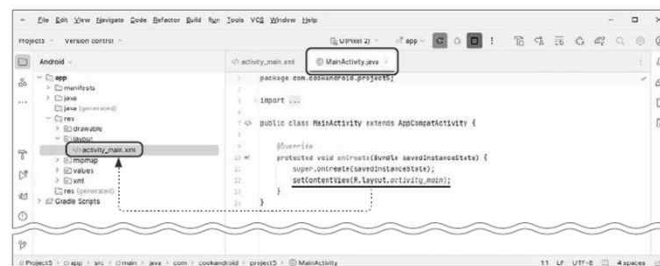 File Edit View Navigate Code Refactor Build Run Tools VCS Window Help
Project5 Version control app
Android
activity_main.xml MainActivity.java
app
manifests
java
java (generated)
res
drawable
layout
activity_main.xml
mipmap
values
xml
res (generated)
Gradle Scripts
package com.cookandroid.project5;
import ...
public class MainActivity extends AppCompatActivity {
@Override
protected void onCreate(Bundle savedInstanceState) {
super.onCreate(savedInstanceState);
setContentView(R.layout.activity_main);
}
}
Project5 app src main java com cookandroid project5 MainActivity 11 LF UTF-8 4 spaces